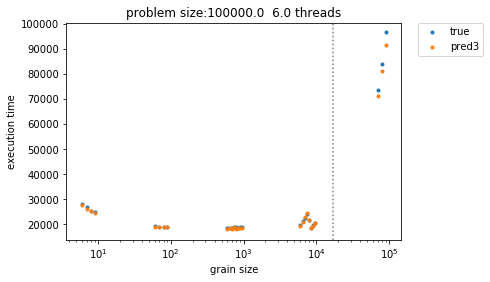 problem size:100000.0  6.0 threads
true
pred3
100000
90000
80000
70000
60000
50000
40000
30000
20000
execution time
10¹
10²
10³
10⁴
10⁵
grain size